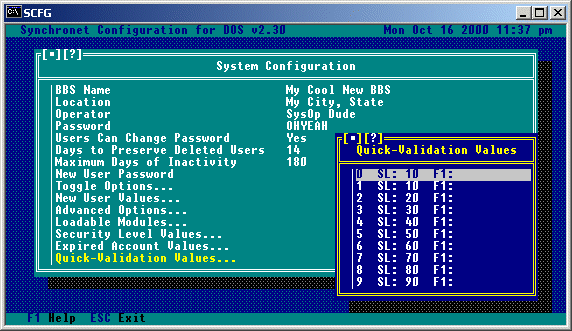 SCFG
Synchronet Configuration for DOS v2.30 Mon Oct 16 2000 11:37 pm
[■][?]
System Configuration
BBS Name My Cool New BBS
Location My City, State
Operator SysOp Dude
Password OHYEAH
Users Can Change Password Yes
Days to Preserve Deleted Users 14
Maximum Days of Inactivity 180
New User Password
Toggle Options...
New User Values...
Advanced Options...
Loadable Modules...
Security Level Values...
Expired Account Values...
Quick-Validation Values...
[■][?]
Quick-Validation Values
0 SL: 10 F1:
1 SL: 10 F1:
2 SL: 20 F1:
3 SL: 30 F1:
4 SL: 40 F1:
5 SL: 50 F1:
6 SL: 60 F1:
7 SL: 70 F1:
8 SL: 80 F1:
9 SL: 90 F1:
F1 Help ESC Exit